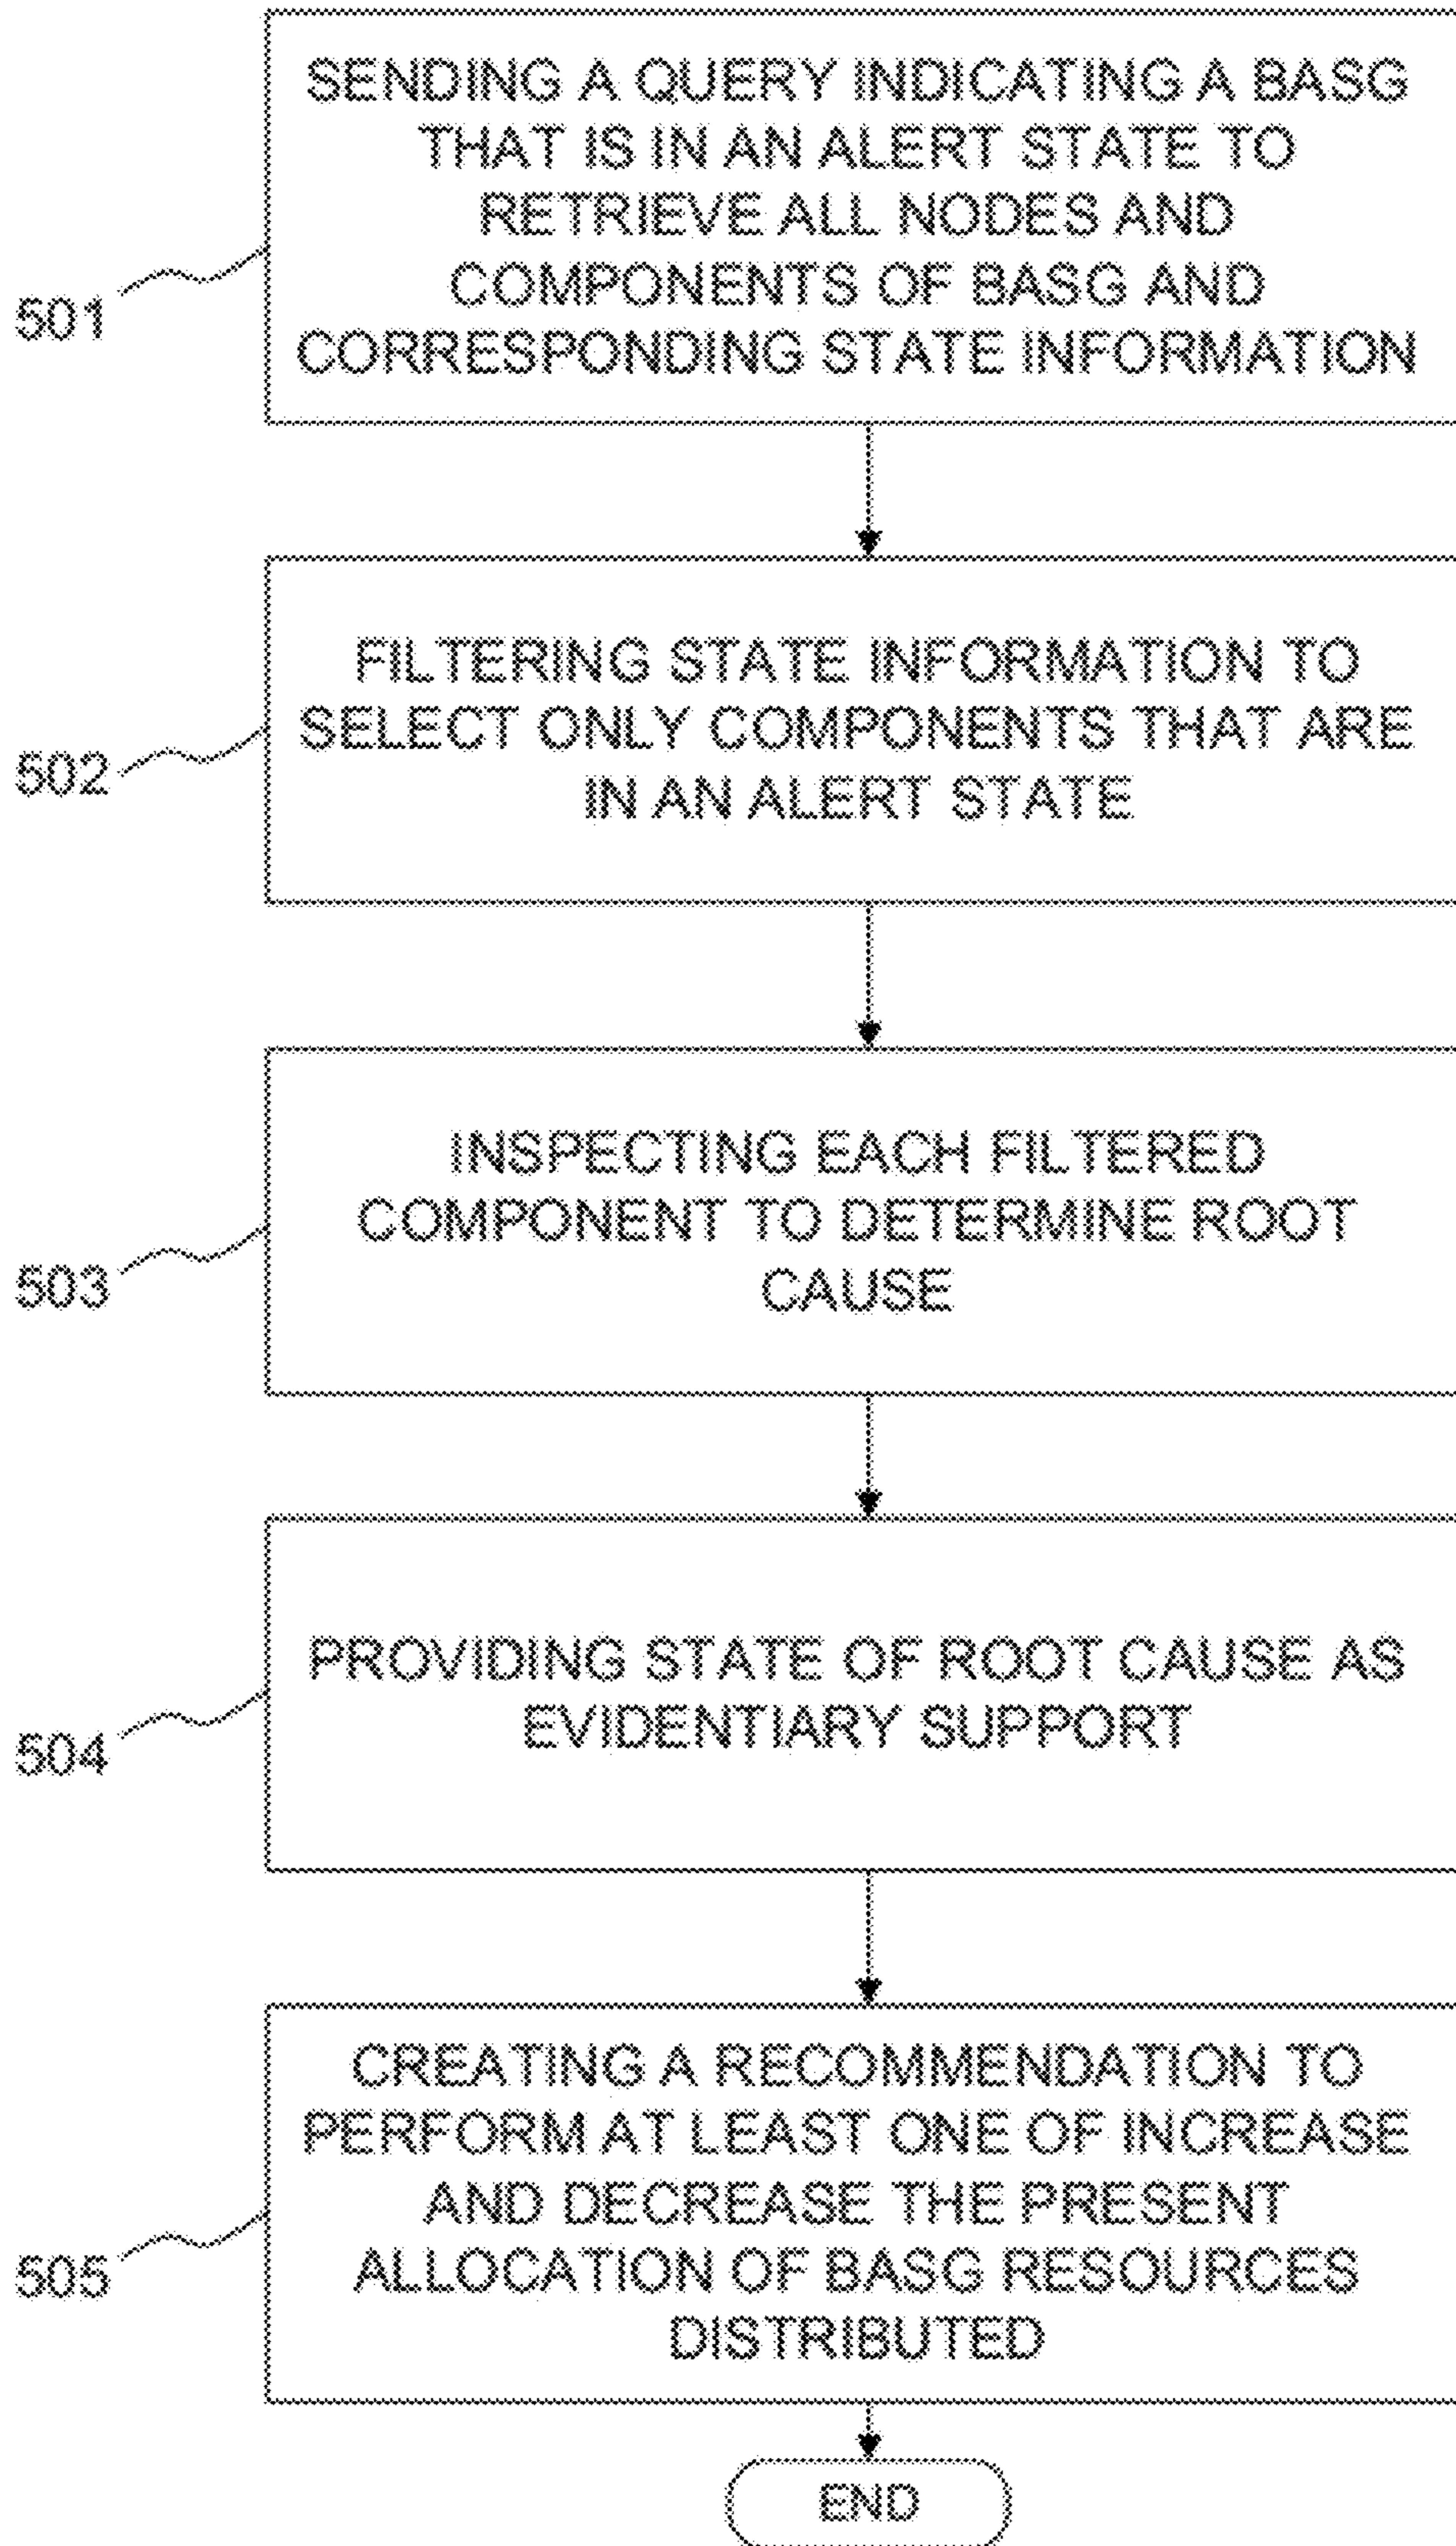 SENDING A QUERY INDICATING A BASG
THAT IS IN AN ALERT STATE TO
RETRIEVE ALL NODES AND
COMPONENTS OF BASG AND
CORRESPONDING STATE INFORMATION
501
FILTERING STATE INFORMATION TO
SELECT ONLY COMPONENTS THAT ARE
IN AN ALERT STATE
502
INSPECTING EACH FILTERED
COMPONENT TO DETERMINE ROOT
CAUSE
503
PROVIDING STATE OF ROOT CAUSE AS
EVIDENTIARY SUPPORT
504
CREATING A RECOMMENDATION TO
PERFORM AT LEAST ONE OF INCREASE
AND DECREASE THE PRESENT
ALLOCATION OF BASG RESOURCES
DISTRIBUTED
505
END